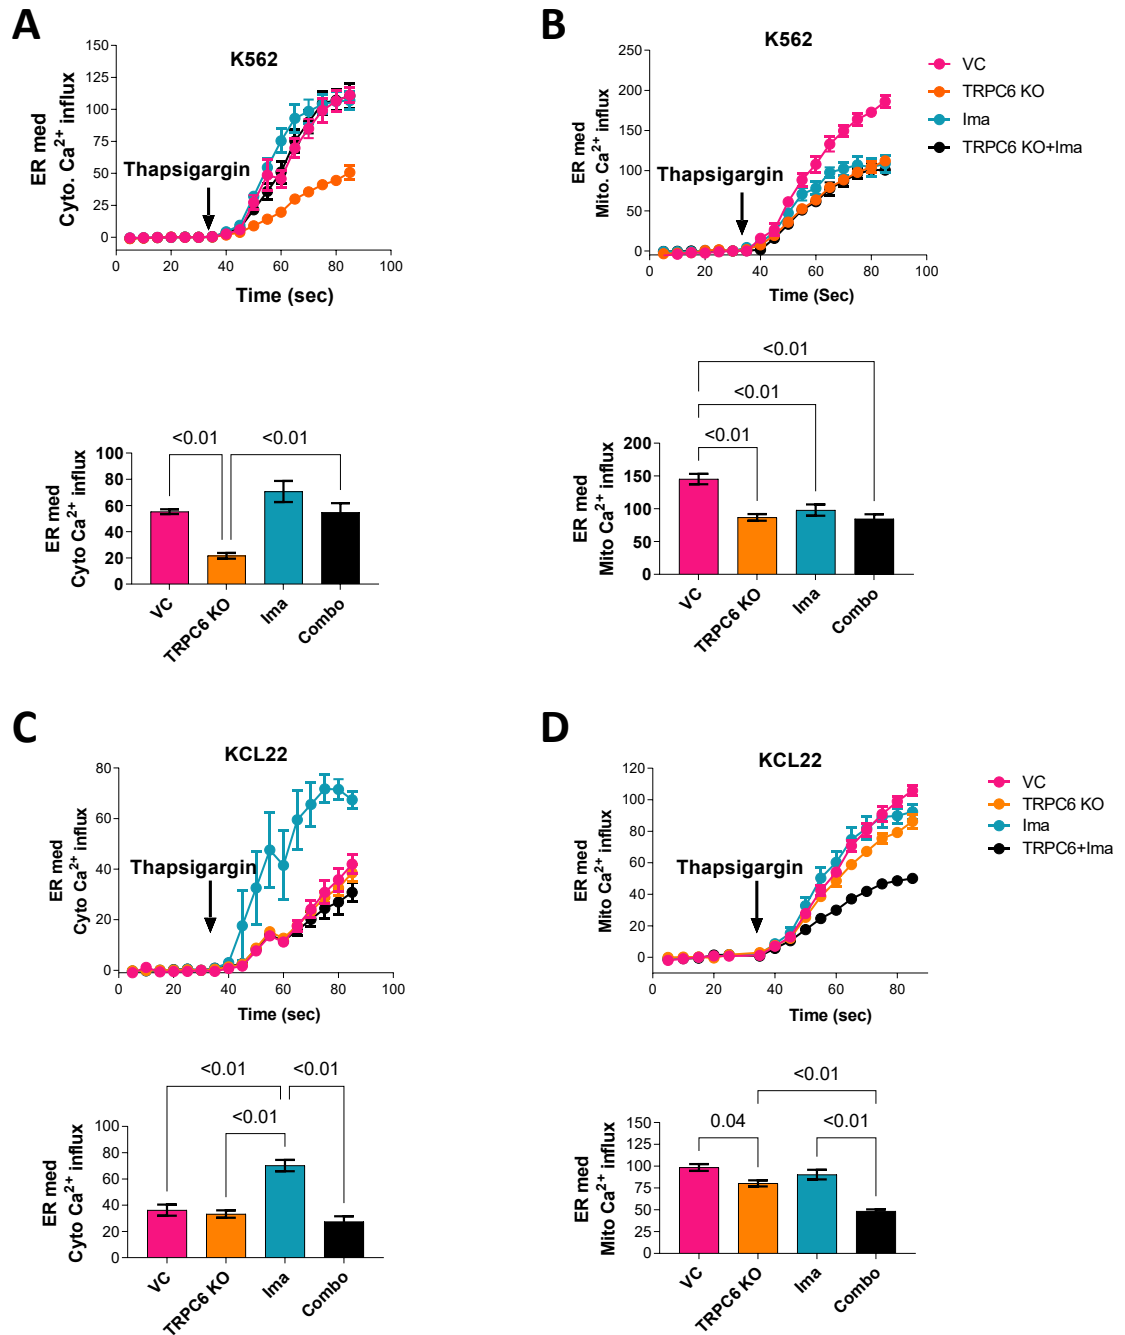 A
K562
ER med
Cyto. Ca²⁺ influx
150
125
100
75
50
25
0
Thapsigargin
0 20 40 60 80 100
Time (sec)
<0.01 <0.01
ER med
Cyto Ca²⁺ influx
100
80
60
40
20
0
VC TRPC6 KO Ima Combo
B
K562
ER med
Mito. Ca²⁺ influx
250
200
150
100
50
0
Thapsigargin
0 20 40 60 80 100
Time (Sec)
VC
TRPC6 KO
Ima
TRPC6 KO+Ima
<0.01
<0.01
<0.01
ER med
Mito Ca²⁺ influx
200
150
100
50
0
VC TRPC6 KO Ima Combo
C
KCL22
ER med
Cyto Ca²⁺ influx
80
60
40
20
0
Thapsigargin
0 20 40 60 80 100
Time (sec)
<0.01 <0.01
<0.01
ER med
Cyto Ca²⁺ influx
100
80
60
40
20
0
VC TRPC6 KO Ima Combo
D
KCL22
ER med
Mito Ca²⁺ influx
120
100
80
60
40
20
0
Thapsigargin
0 20 40 60 80
Time (sec)
VC
TRPC6 KO
Ima
TRPC6+Ima
<0.01
0.04 <0.01
ER med
Mito Ca²⁺ influx
150
125
100
75
50
25
0
VC TRPC6 KO Ima Combo